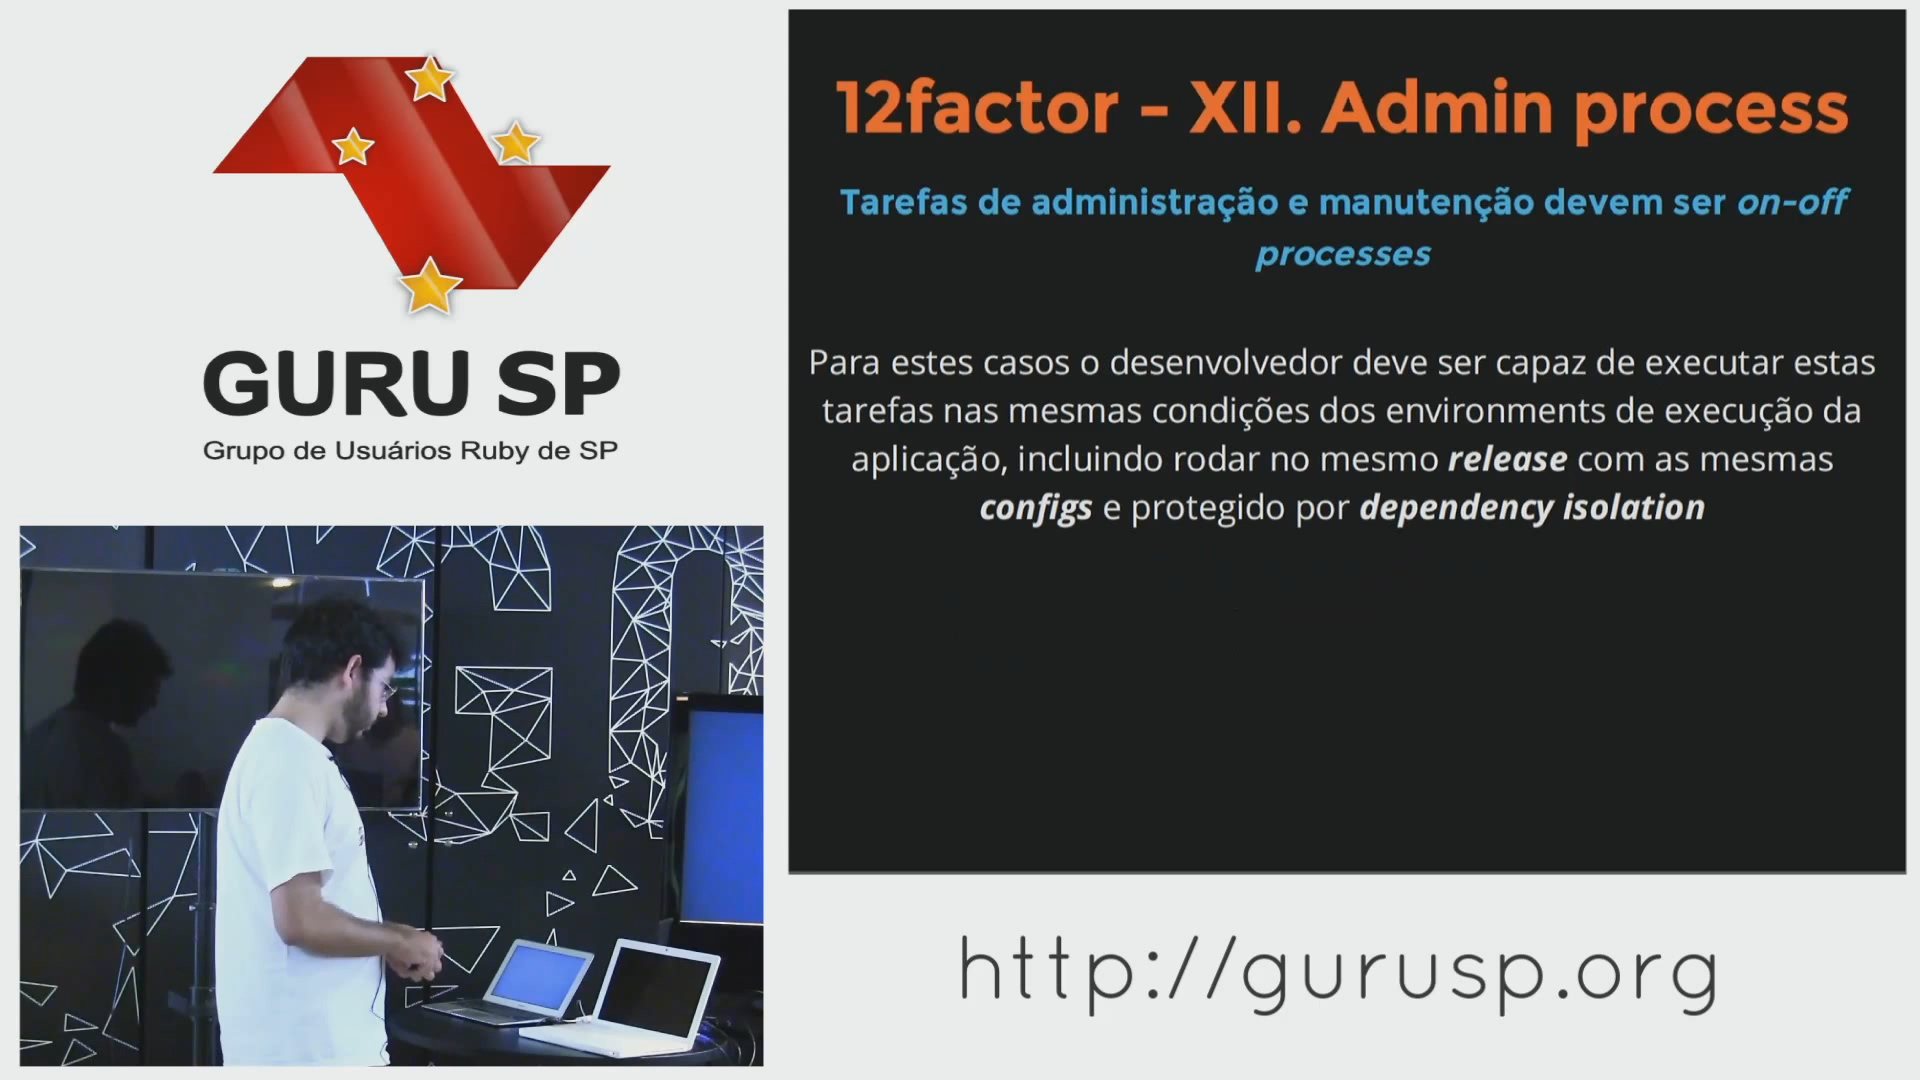 GURU SP
Grupo de Usuários Ruby de SP
12factor - XII. Admin process
Tarefas de administração e manutenção devem ser on-off
processes
Para estes casos o desenvolvedor deve ser capaz de executar estas
tarefas nas mesmas condições dos environments de execução da
aplicação, incluindo rodar no mesmo release com as mesmas
configs e protegido por dependency isolation
http://gurusp.org